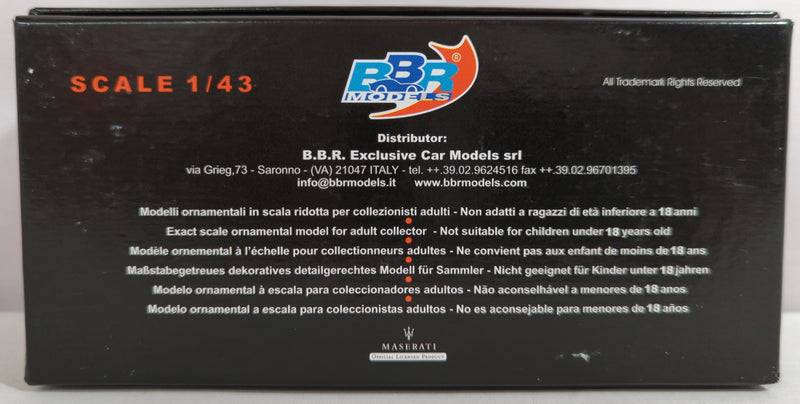 SCALE 1/43
BBR®
MODELS
All Trademark Rights Reserved
Distributor:
B.B.R. Exclusive Car Models srl
via Grieg,73 - Saronno - (VA) 21047 ITALY - tel. ++.39.02.9624516 fax ++.39.02.96701395
info@bbrmodels.it www.bbrmodels.com
Modelli ornamentali in scala ridotta per collezionisti adulti - Non adatti a ragazzi di età inferiore a 18 anni
Exact scale ornamental model for adult collector - Not suitable for children under 18 years old
Modèle ornemental à l'échelle pour collectionneurs adultes - Ne convient pas aux enfant de moins de 18 ans
Maßstabegetreues dekoratives detailgerechtes Modell für Sammler - Nicht geeignet für Kinder unter 18 jahren
Modelo ornamental à escala para coleccionadores adultos - Não aconselhável a menores de 18 anos
Modelo ornamental a escala para coleccionistas adultos - No es aconsejable para menores de 18 años
MASERATI
OFFICIAL LICENSED PRODUCT